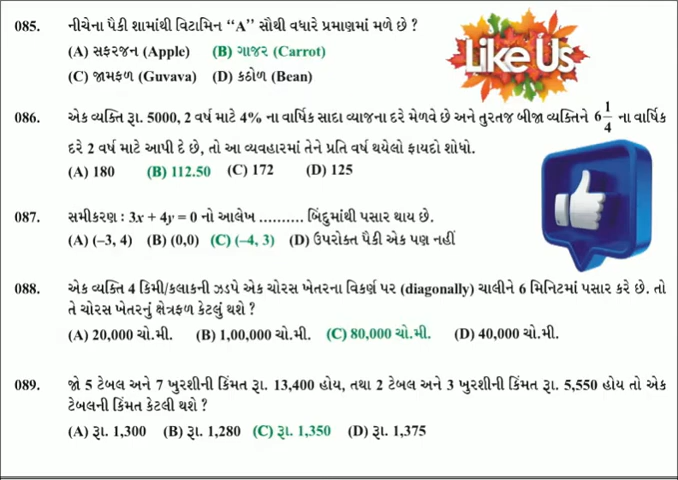 085. નીચેના પૈકી શામાંથી વિટામિન “A” સૌથી વધારે પ્રમાણમાં મળે છે ?
(A) સફરજન (Apple) (B) ગાજર (Carrot)
(C) જામફળ (Guvava) (D) કઠોળ (Bean)
Like Us
086. એક વ્યક્તિ રૂા. 5000, 2 વર્ષ માટે 4% ના વાર્ષિક સાદા વ્યાજના દરે મેળવે છે અને તુરતજ બીજા વ્યક્તિને 6 1/4 ના વાર્ષિક
દરે 2 વર્ષ માટે આપી દે છે, તો આ વ્યવહારમાં તેને પ્રતિ વર્ષ થયેલો ફાયદો શોધો.
(A) 180 (B) 112.50 (C) 172 (D) 125
087. સમીકરણ : 3x + 4y = 0 નો આલેખ .......... બિંદુમાંથી પસાર થાય છે.
(A) (–3, 4) (B) (0,0) (C) (–4, 3) (D) ઉપરોક્ત પૈકી એક પણ નહીં
088. એક વ્યક્તિ 4 કિમી/કલાકની ઝડપે એક ચોરસ ખેતરના વિકર્ણ પર (diagonally) ચાલીને 6 મિનિટમાં પસાર કરે છે. તો
તે ચોરસ ખેતરનું ક્ષેત્રફળ કેટલું થશે ?
(A) 20,000 ચો.મી. (B) 1,00,000 ચો.મી. (C) 80,000 ચો.મી. (D) 40,000 ચો.મી.
089. જો 5 ટેબલ અને 7 ખુરશીની કિંમત રૂા. 13,400 હોય, તથા 2 ટેબલ અને 3 ખુરશીની કિંમત રૂા. 5,550 હોય તો એક
ટેબલની કિંમત કેટલી થશે ?
(A) રૂા. 1,300 (B) રૂા. 1,280 (C) રૂા. 1,350 (D) રૂા. 1,375